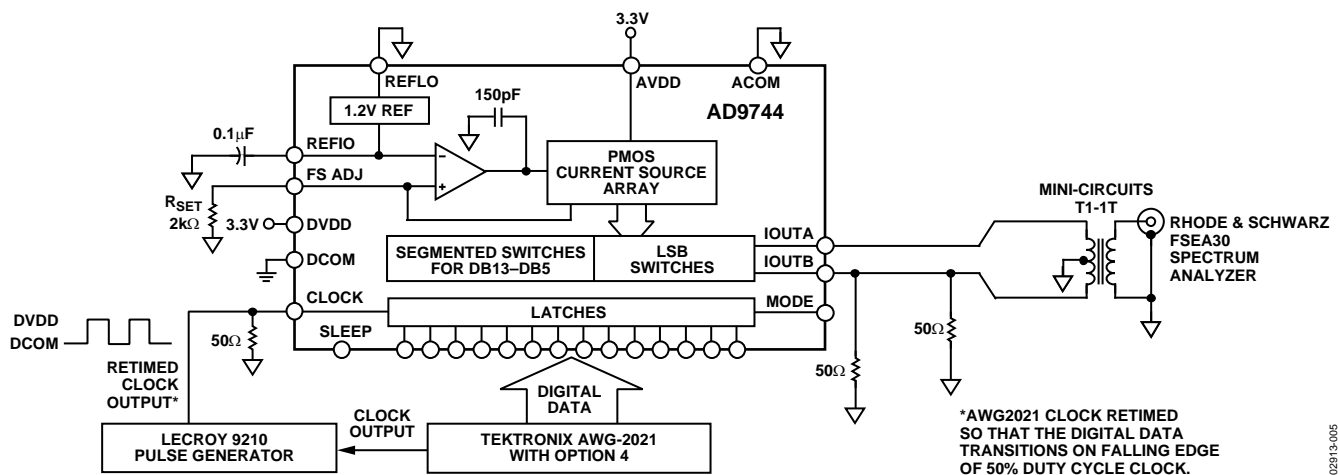 3.3V
REFLO
AVDD
ACOM
150pF
AD9744
1.2V REF
0.1µF
REFIO
PMOS
CURRENT SOURCE
ARRAY
FS ADJ
RSET
2kΩ
3.3V
DVDD
MINI-CIRCUITS
T1-1T
RHODE & SCHWARZ
FSEA30
SPECTRUM
ANALYZER
IOUTA
SEGMENTED SWITCHES
FOR DB13–DB5
LSB
SWITCHES
IOUTB
DCOM
CLOCK
LATCHES
MODE
DVDD
DCOM
50Ω
SLEEP
50Ω
50Ω
RETIMED
CLOCK
OUTPUT*
DIGITAL
DATA
CLOCK
OUTPUT
LECROY 9210
PULSE GENERATOR
TEKTRONIX AWG-2021
WITH OPTION 4
*AWG2021 CLOCK RETIMED
SO THAT THE DIGITAL DATA
TRANSITIONS ON FALLING EDGE
OF 50% DUTY CYCLE CLOCK.
02913-005